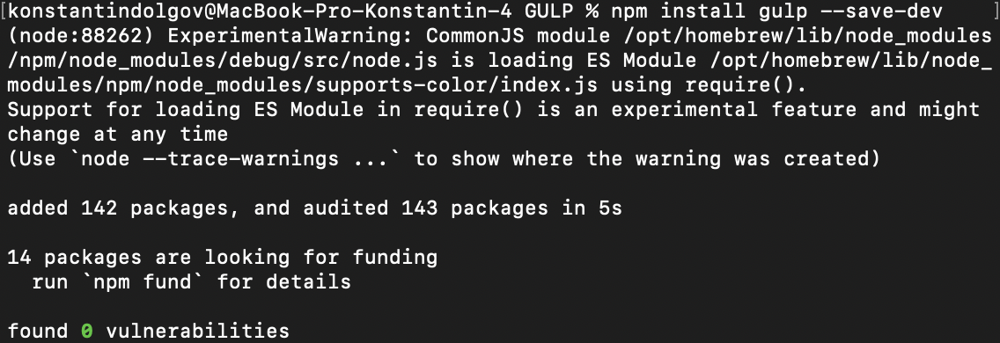 [konstantindolgov@MacBook-Pro-Konstantin-4 GULP % npm install gulp --save-dev ]
(node:88262) ExperimentalWarning: CommonJS module /opt/homebrew/lib/node_modules
/npm/node_modules/debug/src/node.js is loading ES Module /opt/homebrew/lib/node_
modules/npm/node_modules/supports-color/index.js using require().
Support for loading ES Module in require() is an experimental feature and might
change at any time
(Use `node --trace-warnings ...` to show where the warning was created)
added 142 packages, and audited 143 packages in 5s
14 packages are looking for funding
run `npm fund` for details
found 0 vulnerabilities